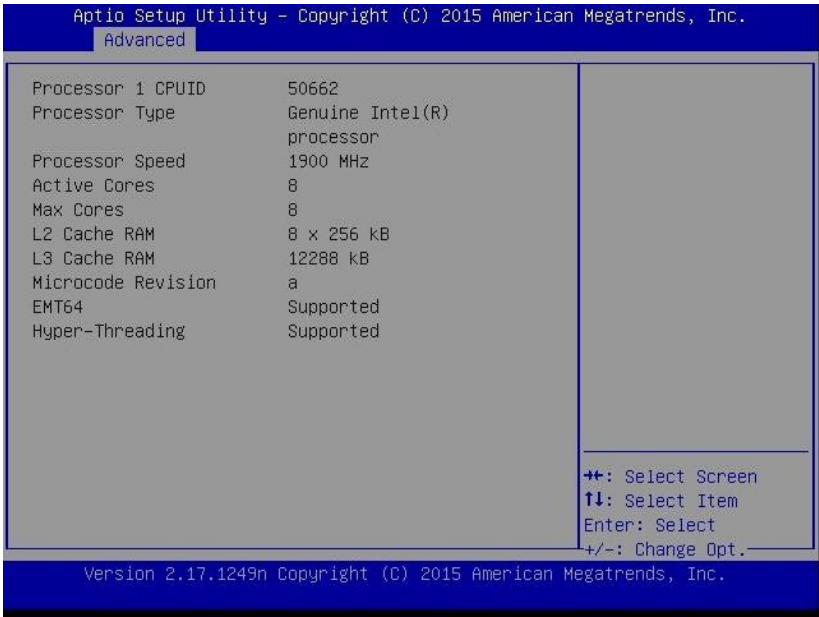 Aptio Setup Utility – Copyright (C) 2015 American Megatrends, Inc.
Advanced
Processor 1 CPUID 50662
Processor Type Genuine Intel(R)
processor
Processor Speed 1900 MHz
Active Cores 8
Max Cores 8
L2 Cache RAM 8 x 256 kB
L3 Cache RAM 12288 kB
Microcode Revision a
EMT64 Supported
Hyper-Threading Supported
→←: Select Screen
↑↓: Select Item
Enter: Select
+/-: Change Opt.
Version 2.17.1249n Copyright (C) 2015 American Megatrends, Inc.